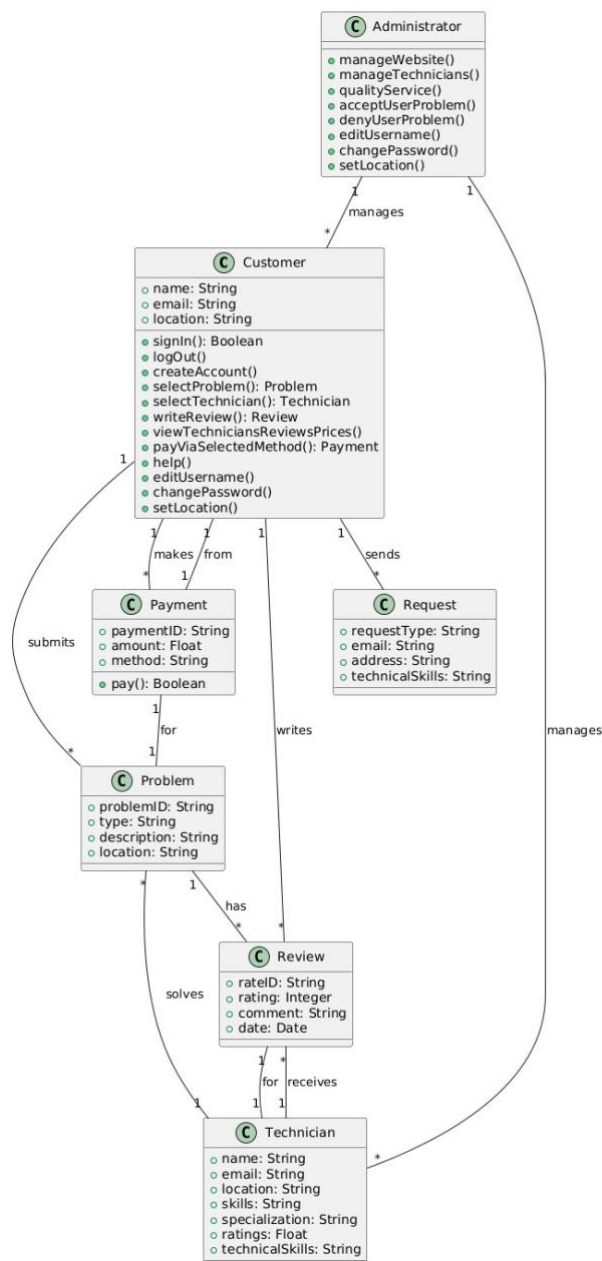 C Administrator
manageWebsite()
manageTechnicians()
qualityService()
acceptUserProblem()
denyUserProblem()
editUsername()
changePassword()
setLocation()
1
1
manages
*
C Customer
name: String
email: String
location: String
signIn(): Boolean
logOut()
createAccount()
selectProblem(): Problem
selectTechnician(): Technician
writeReview(): Review
viewTechniciansReviewsPrices()
payViaSelectedMethod(): Payment
help()
editUsername()
changePassword()
setLocation()
1
1
1
1
1
makes
from
sends
*
1
*
C Payment
paymentID: String
amount: Float
method: String
pay(): Boolean
C Request
requestType: String
email: String
address: String
technicalSkills: String
submits
1
for
writes
manages
*
1
C Problem
problemID: String
type: String
description: String
location: String
*
1
has
*
*
C Review
rateID: String
rating: Integer
comment: String
date: Date
solves
1
*
for
receives
1
1
1
*
C Technician
name: String
email: String
location: String
skills: String
specialization: String
ratings: Float
technicalSkills: String